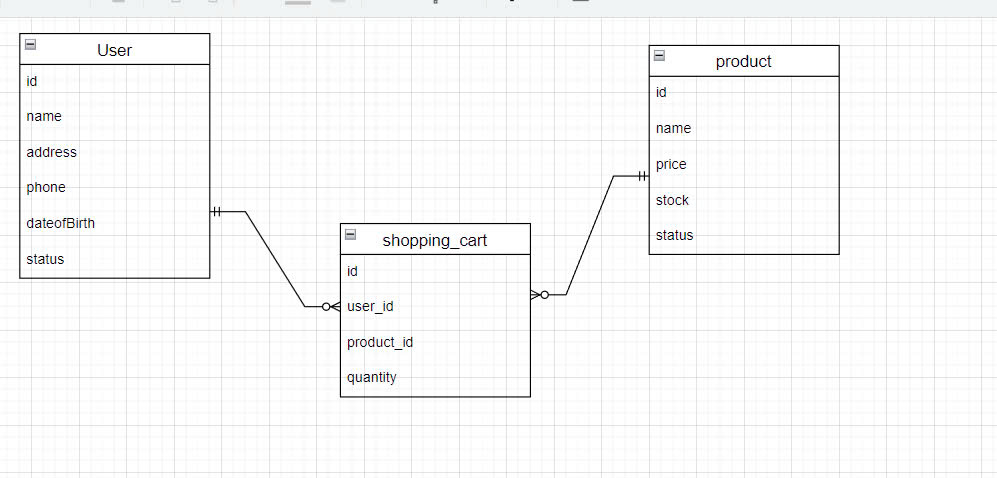 User
id
name
address
phone
dateofBirth
status
shopping_cart
id
user_id
product_id
quantity
product
id
name
price
stock
status